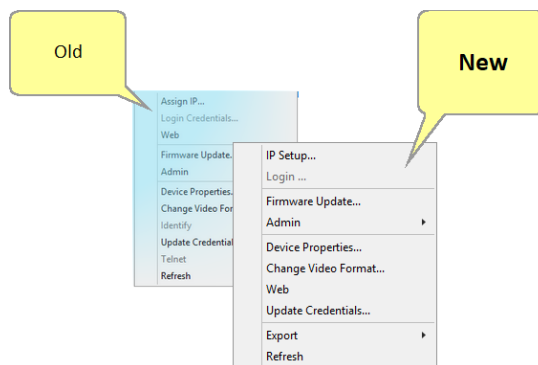 Old
New
Assign IP...
Login Credentials...
Web
Firmware Update.
Admin
Device Properties.
Change Video For
Identify
Update Credential
Telnet
Refresh
IP Setup...
Login ...
Firmware Update...
Admin
Device Properties...
Change Video Format...
Web
Update Credentials...
Export
Refresh